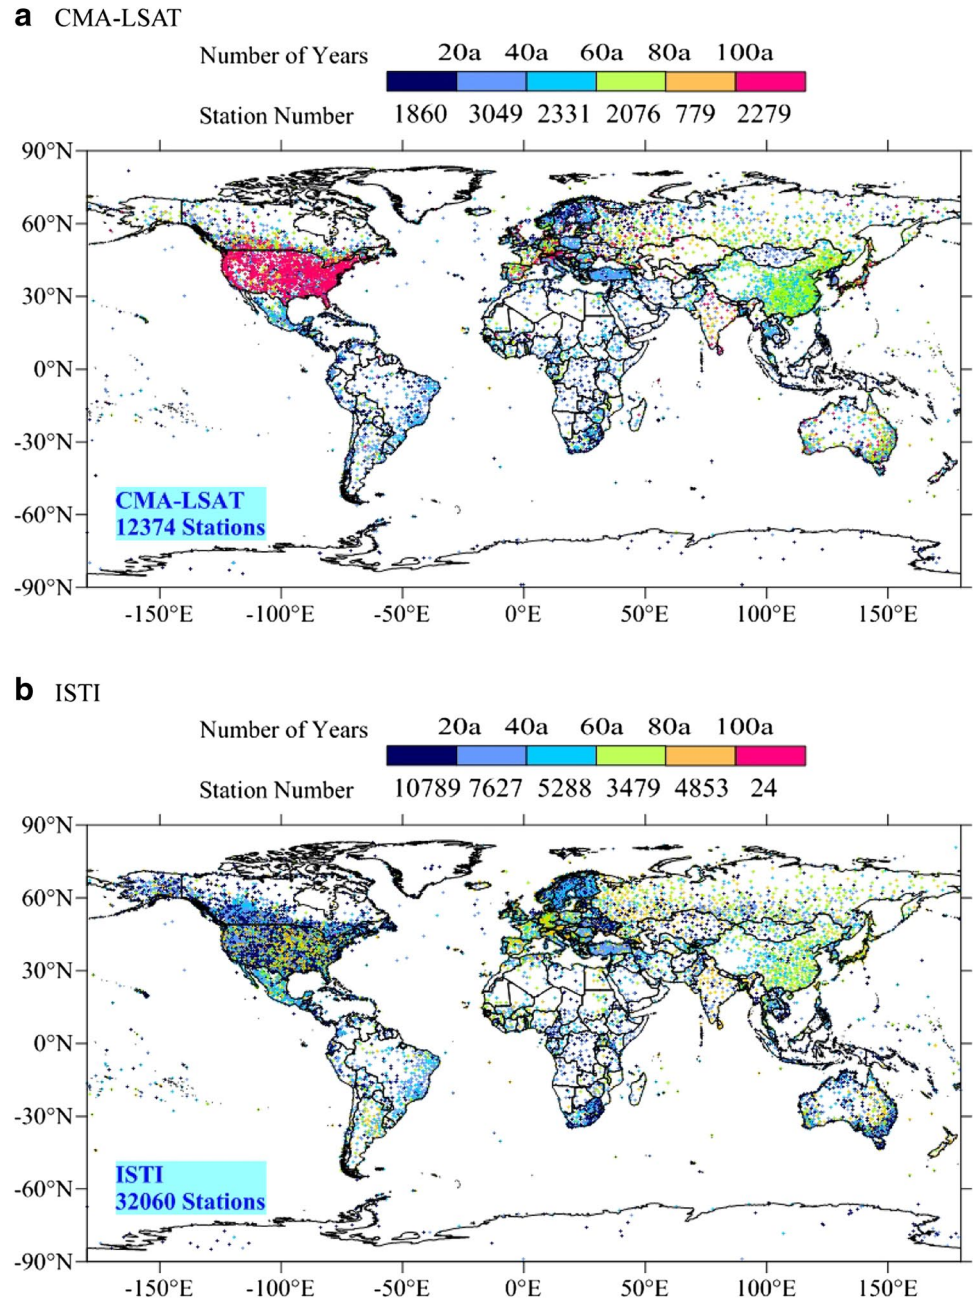 a CMA-LSAT
Number of Years 20a 40a 60a 80a 100a
Station Number 1860 3049 2331 2076 779 2279
90°N
60°N
30°N
0°N
-30°N
-60°N
-90°N
CMA-LSAT
12374 Stations
-150°E -100°E -50°E 0°E 50°E 100°E 150°E
b ISTI
Number of Years 20a 40a 60a 80a 100a
Station Number 10789 7627 5288 3479 4853 24
90°N
60°N
30°N
0°N
-30°N
-60°N
-90°N
ISTI
32060 Stations
-150°E -100°E -50°E 0°E 50°E 100°E 150°E